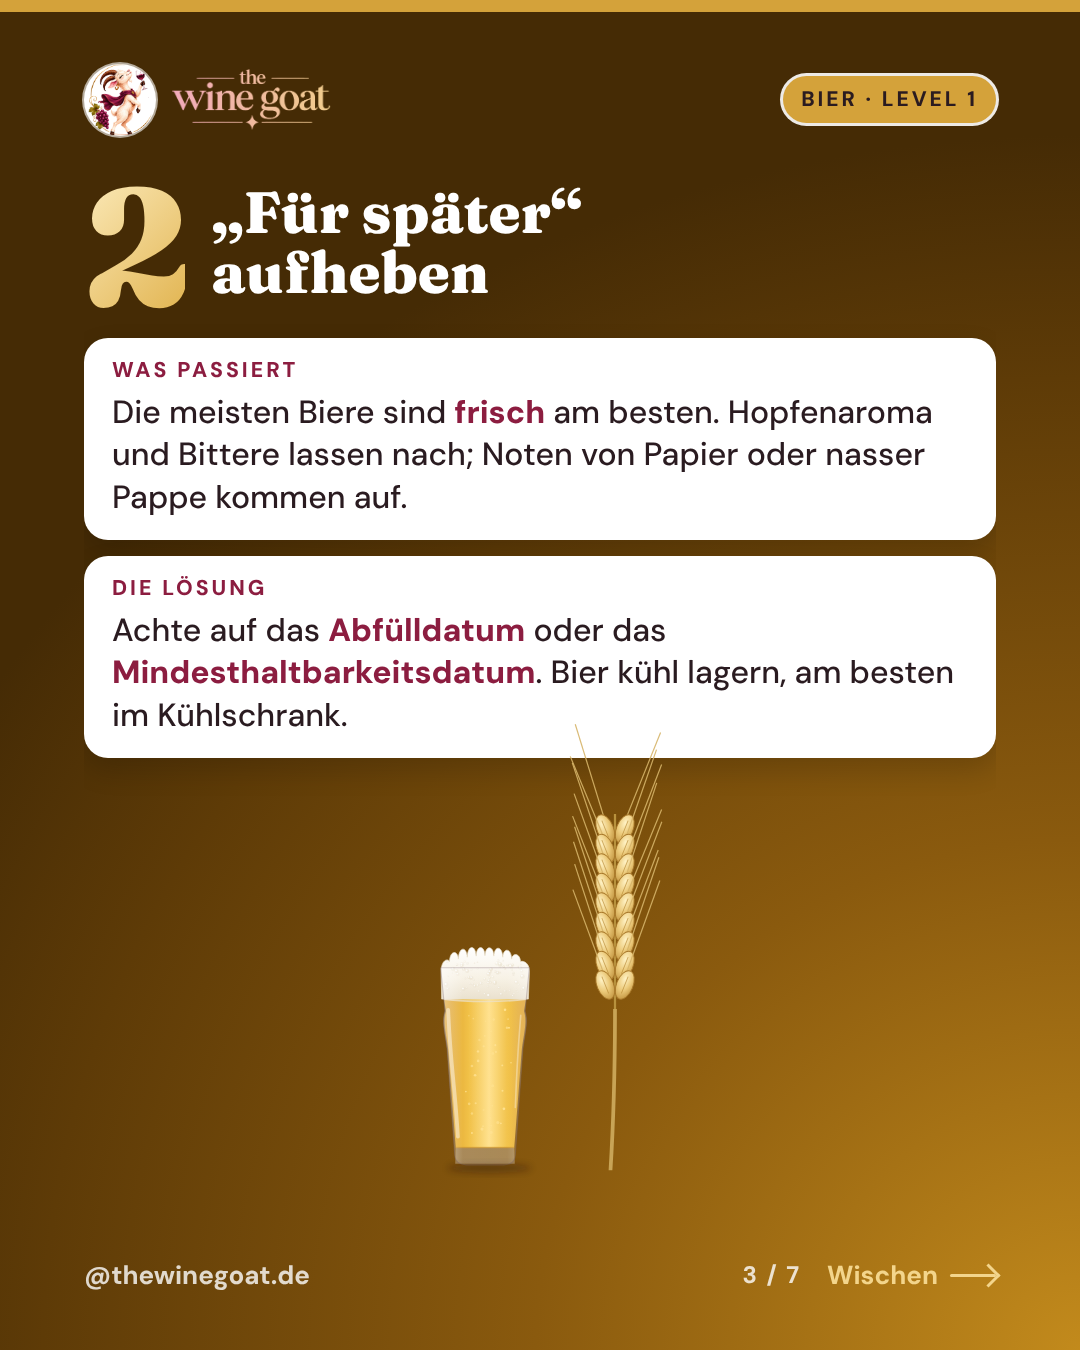 the
wine goat
BIER · LEVEL 1
2
„Für später“
aufheben
WAS PASSIERT
Die meisten Biere sind frisch am besten. Hopfenaroma
und Bittere lassen nach; Noten von Papier oder nasser
Pappe kommen auf.
DIE LÖSUNG
Achte auf das Abfülldatum oder das
Mindesthaltbarkeitsdatum. Bier kühl lagern, am besten
im Kühlschrank.
@thewinegoat.de
3 / 7
Wischen